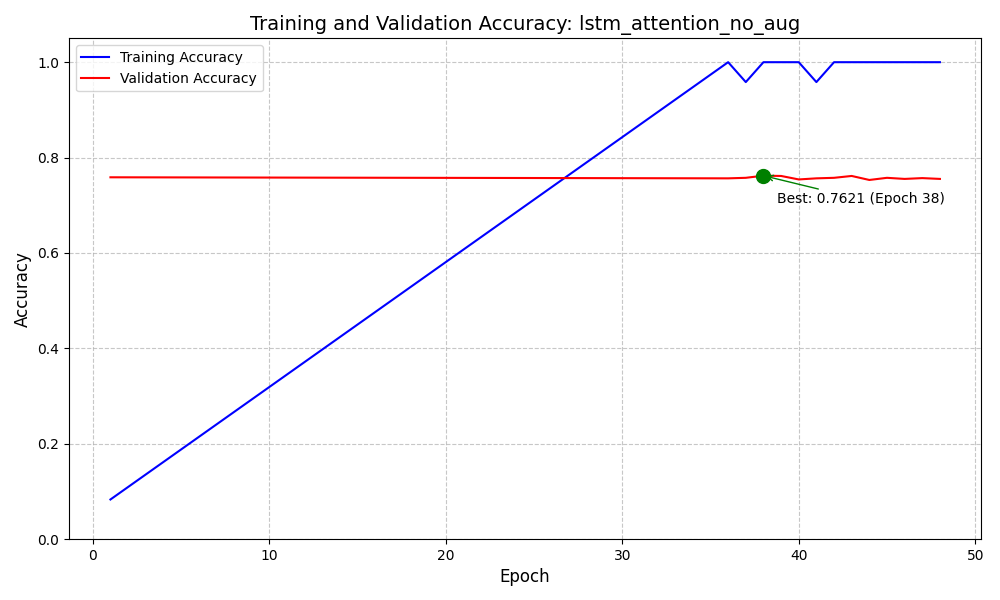 Training and Validation Accuracy: lstm_attention_no_aug
Training Accuracy
Validation Accuracy
1.0
0.8
0.6
0.4
0.2
0.0
Accuracy
Best: 0.7621 (Epoch 38)
0 10 20 30 40 50
Epoch